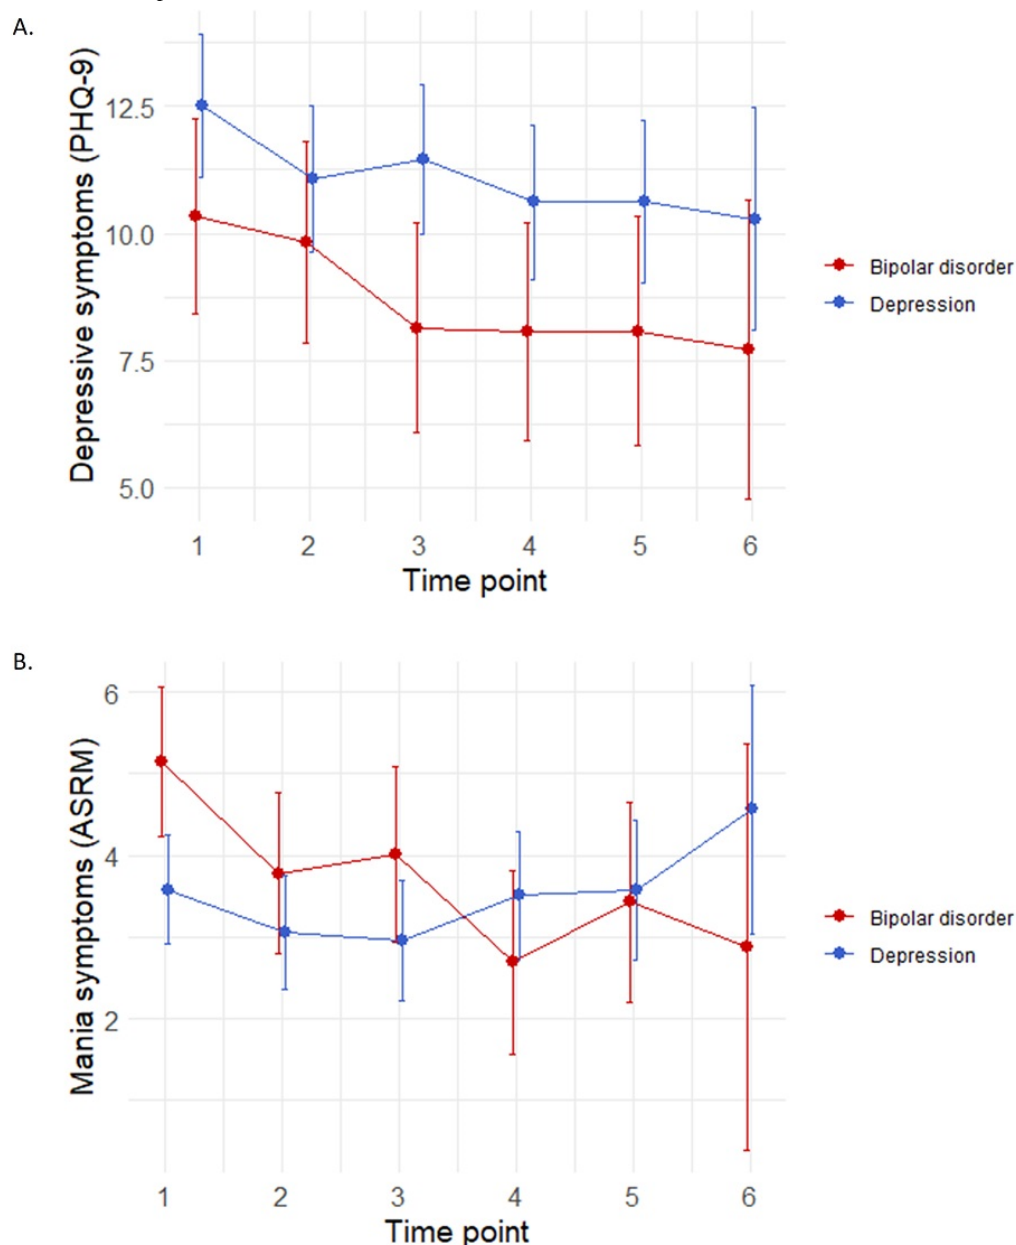 A.
Depressive symptoms (PHQ-9)
12.5
10.0
7.5
5.0
1 2 3 4 5 6
Time point
Bipolar disorder
Depression
B.
Mania symptoms (ASRM)
6
4
2
1 2 3 4 5 6
Time point
Bipolar disorder
Depression